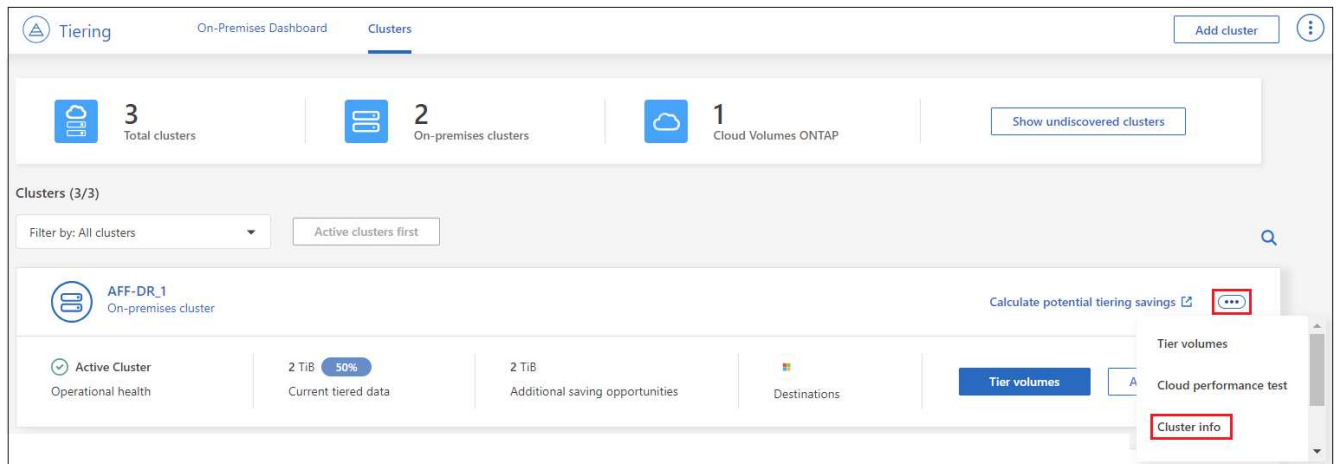 Tiering
On-Premises Dashboard
Clusters
Add cluster
3
Total clusters
2
On-premises clusters
1
Cloud Volumes ONTAP
Show undiscovered clusters
Clusters (3/3)
Filter by: All clusters
Active clusters first
AFF-DR_1
On-premises cluster
Calculate potential tiering savings
Active Cluster
Operational health
2 TiB 50%
Current tiered data
2 TiB
Additional saving opportunities
Destinations
Tier volumes
A
Tier volumes
Cloud performance test
Cluster info